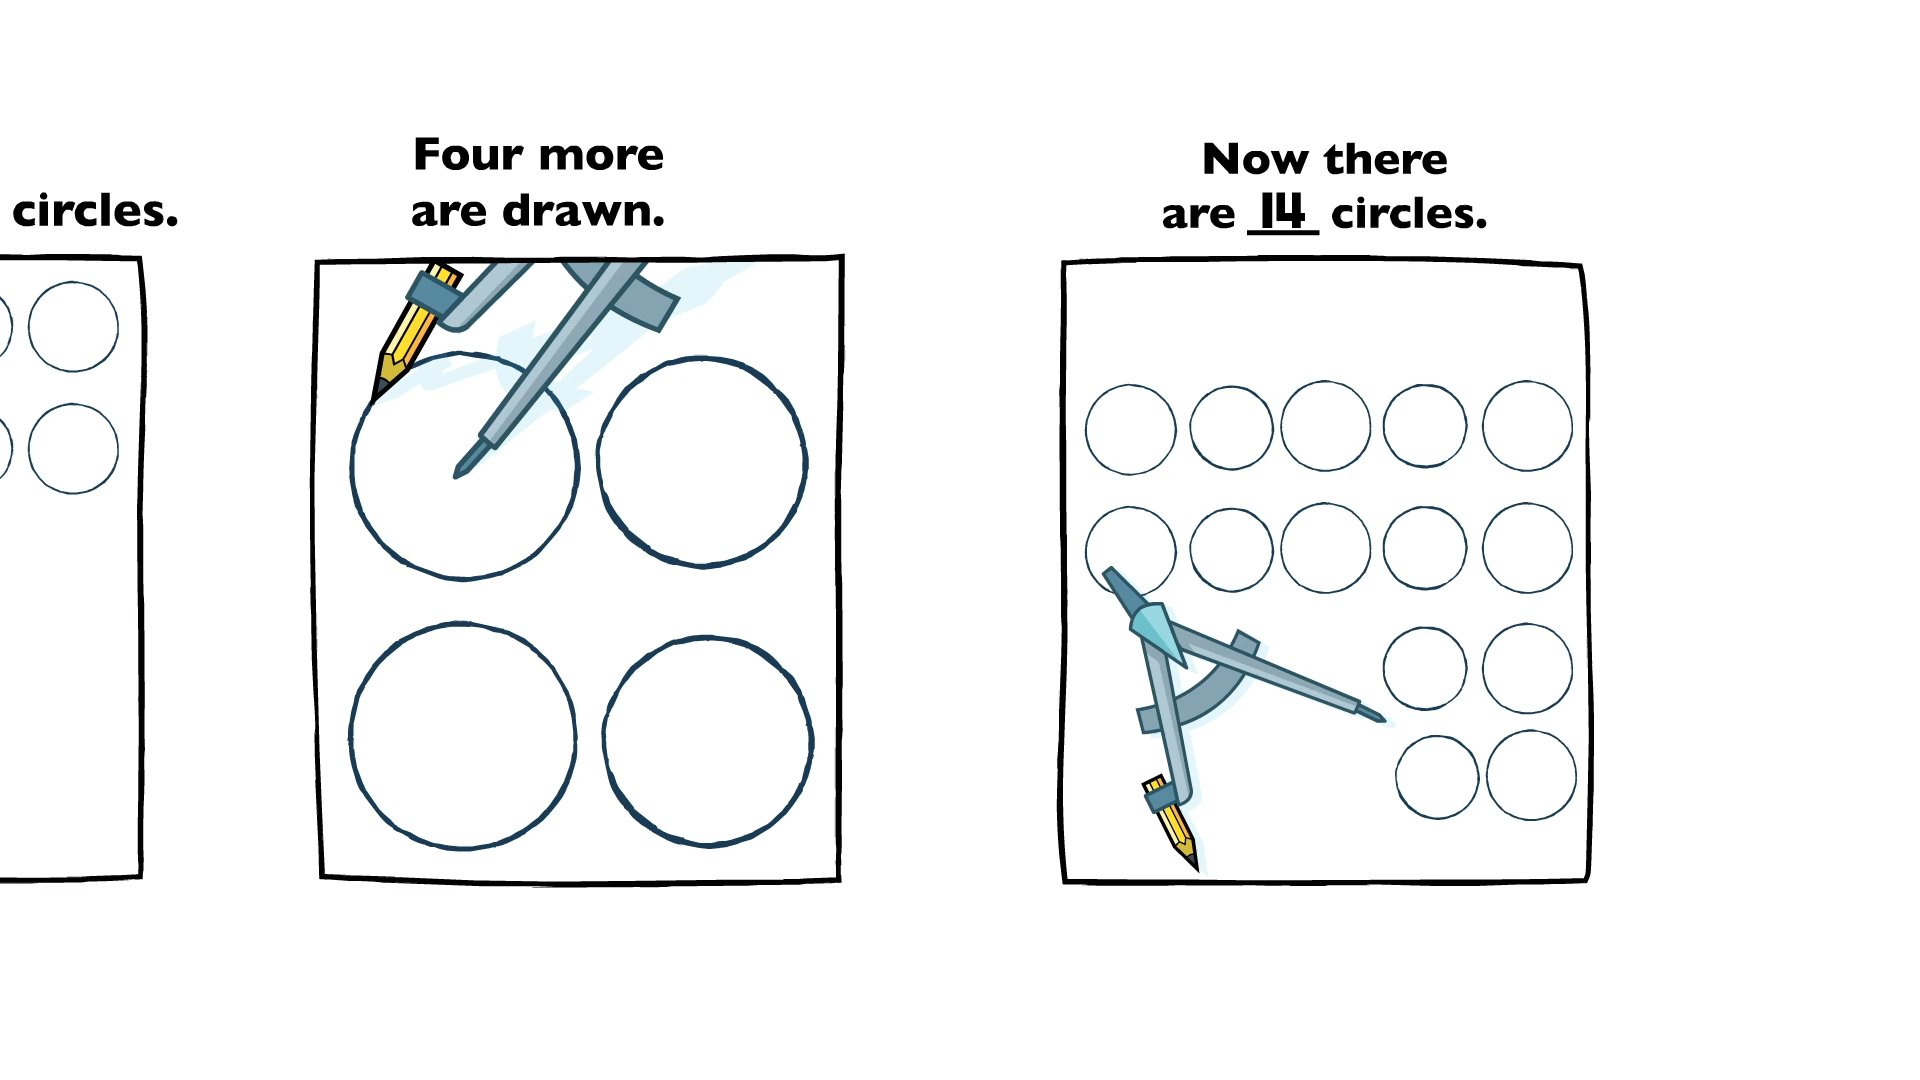 circles.
Four more
are drawn.
Now there
are 14 circles.